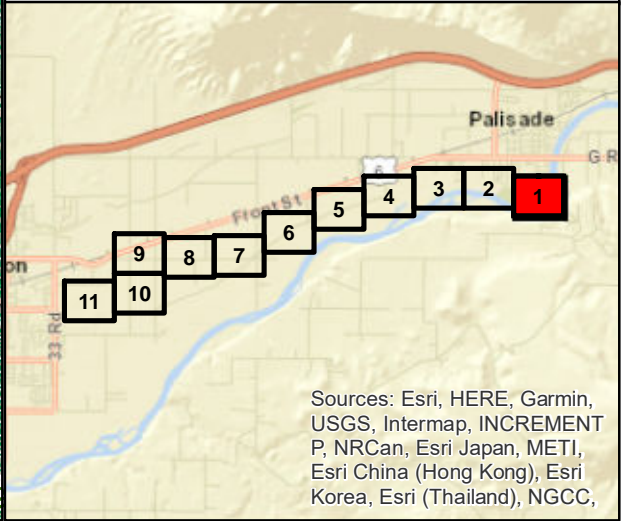 Palisade
G R
6
Front St
1
2
3
4
5
6
7
8
9
10
11
on
33 Rd
Sources: Esri, HERE, Garmin,
USGS, Intermap, INCREMENT
P, NRCan, Esri Japan, METI,
Esri China (Hong Kong), Esri
Korea, Esri (Thailand), NGCC,